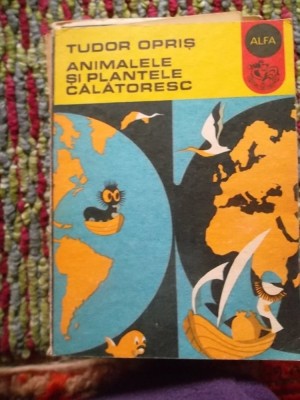 TUDOR OPRIȘ
ALFA
ANIMALELE
ȘI PLANTELE
CĂLĂTORESC